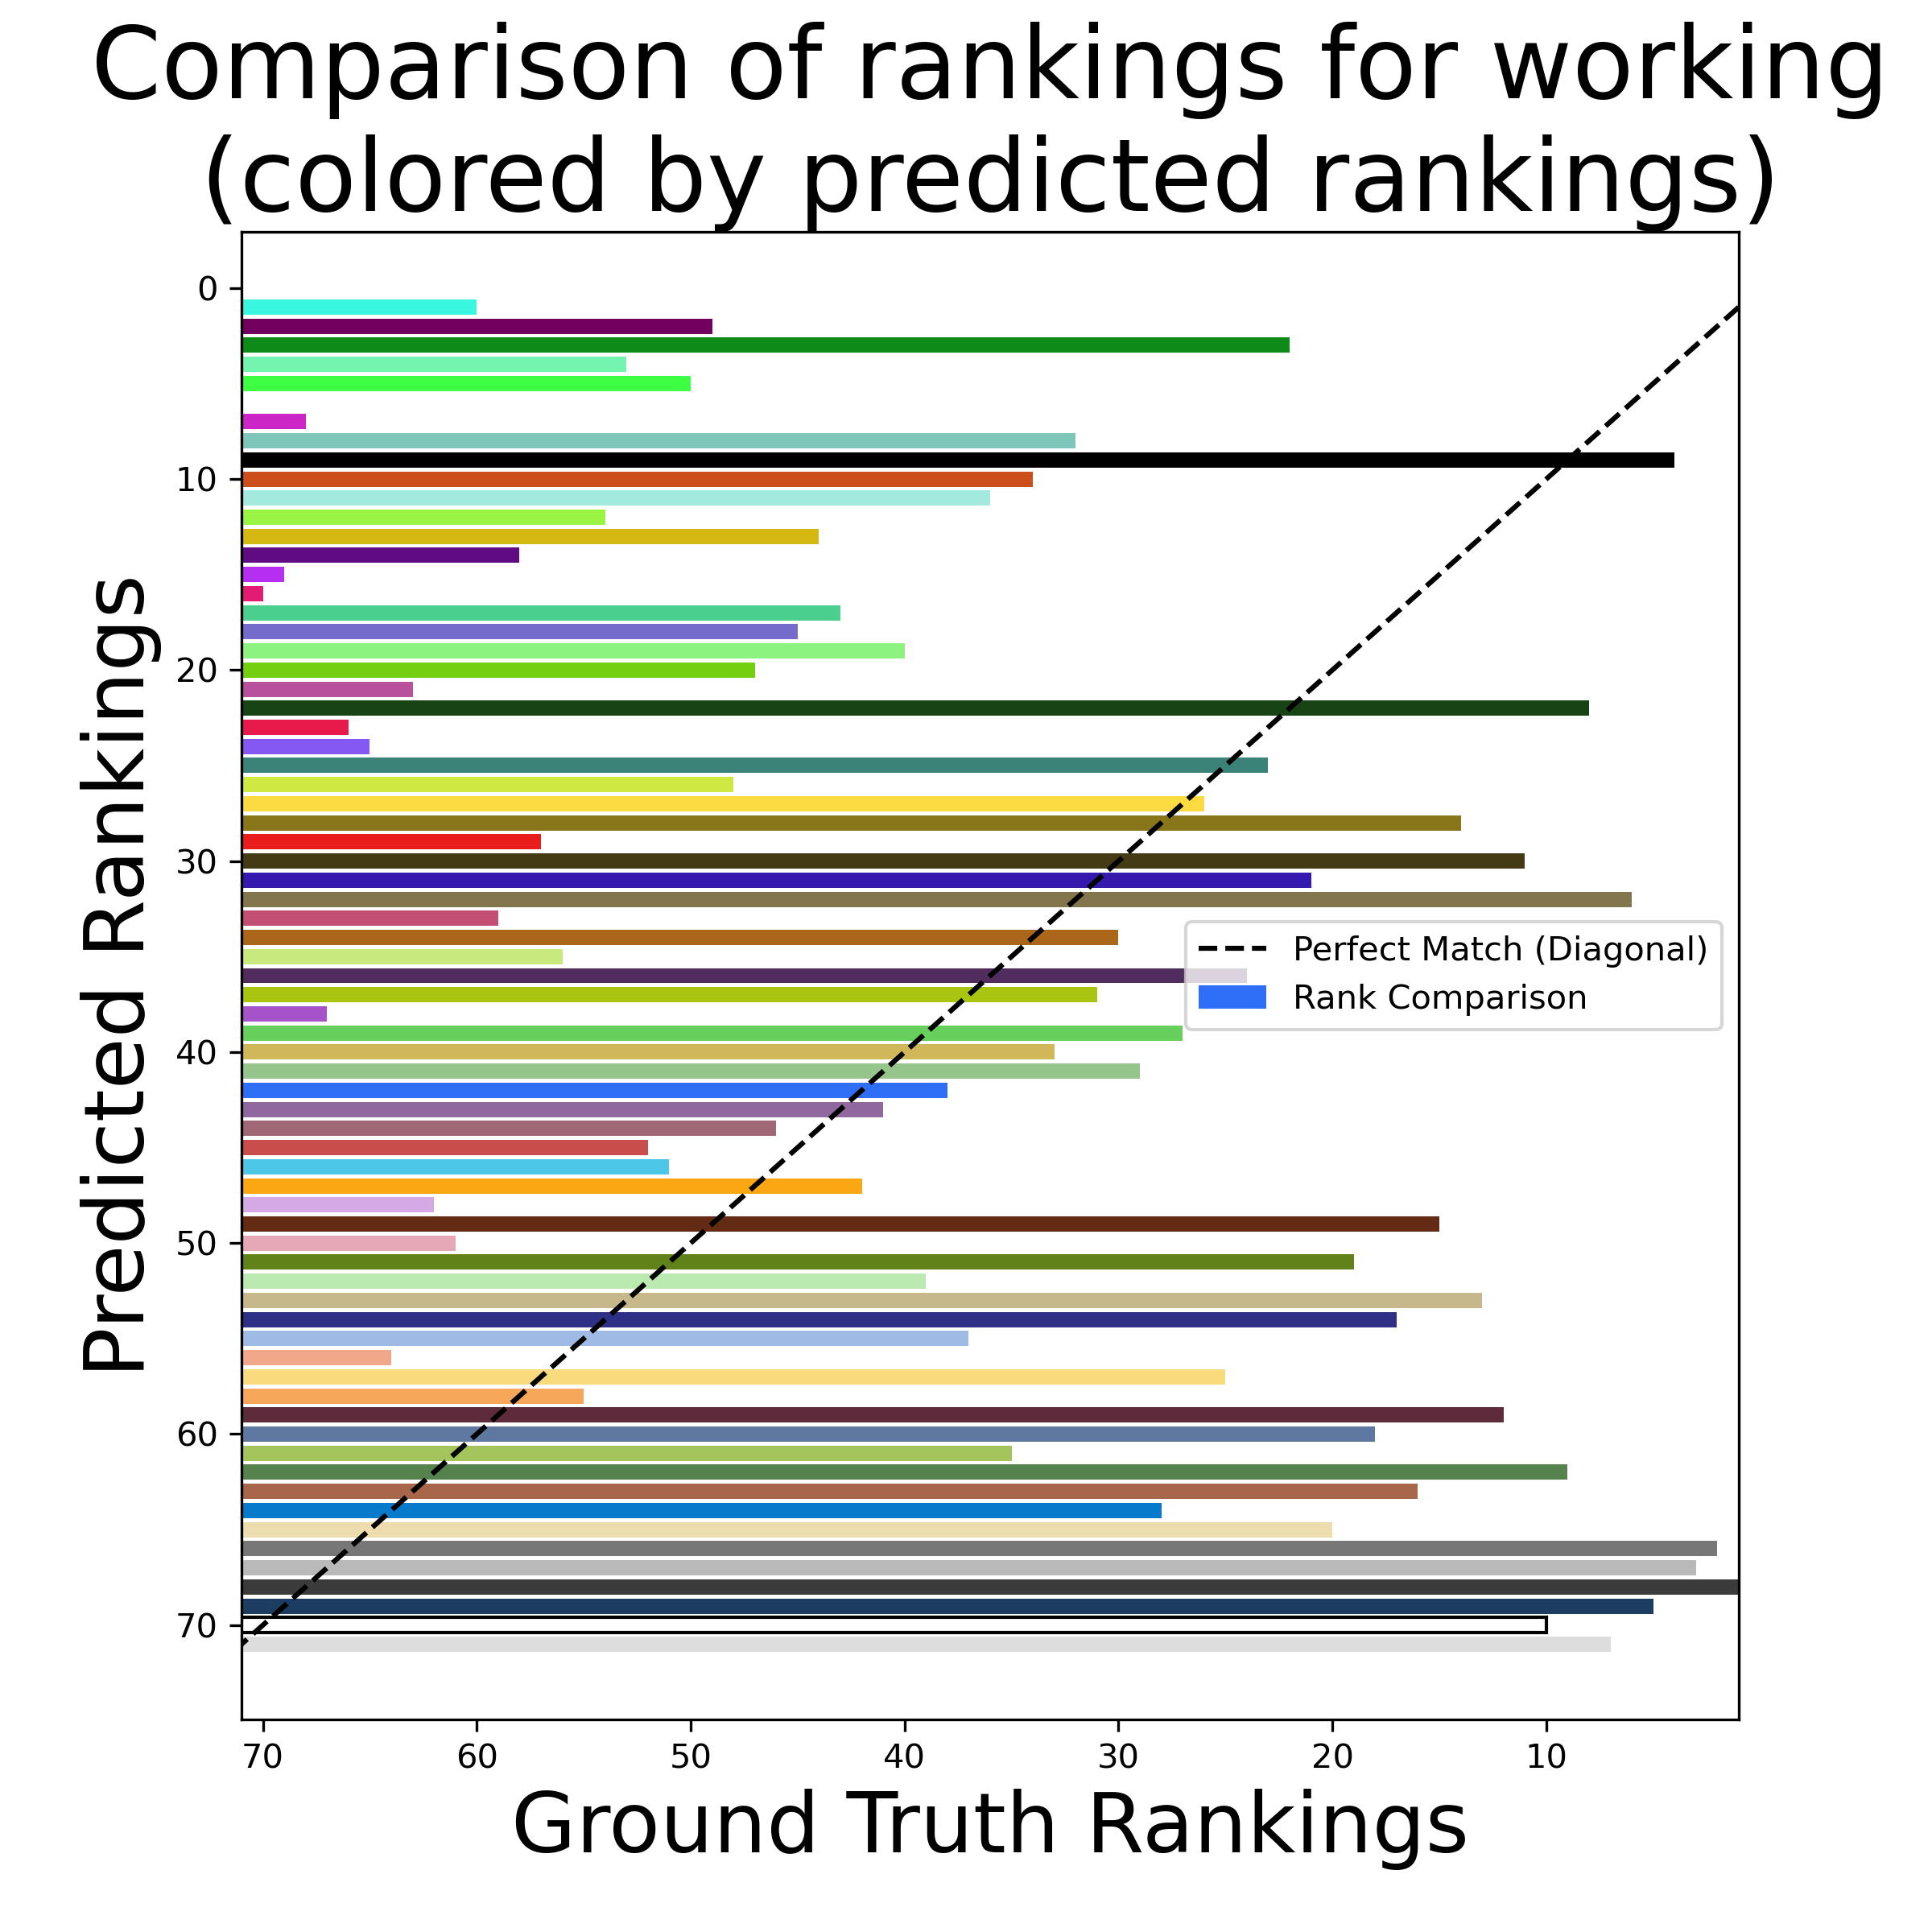 Comparison of rankings for working
(colored by predicted rankings)
Predicted Rankings
0
10
20
30
40
50
60
70
Perfect Match (Diagonal)
Rank Comparison
70 60 50 40 30 20 10
Ground Truth Rankings